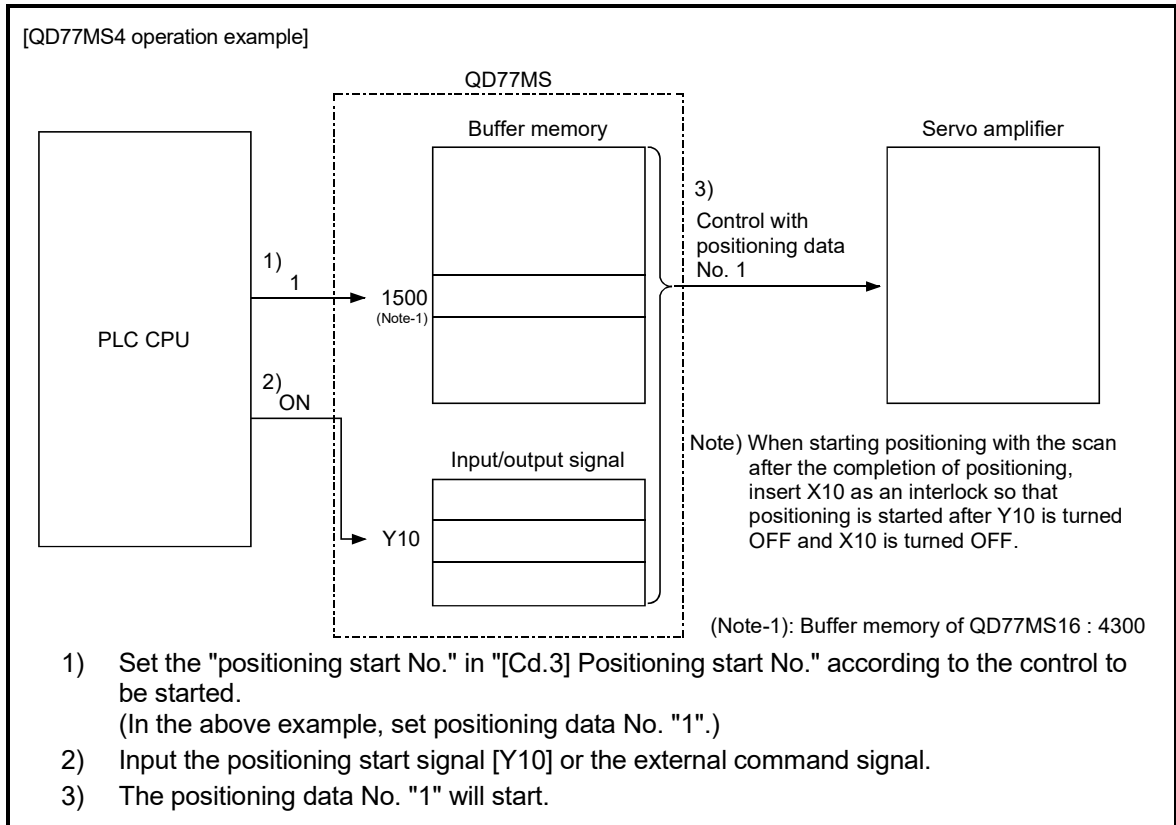 [QD77MS4 operation example]
QD77MS
Buffer memory
Servo amplifier
3)
Control with
positioning data
No. 1
1)
1
1500
(Note-1)
PLC CPU
2)
ON
Input/output signal
Y10
Note) When starting positioning with the scan
after the completion of positioning,
insert X10 as an interlock so that
positioning is started after Y10 is turned
OFF and X10 is turned OFF.
(Note-1): Buffer memory of QD77MS16 : 4300
1) Set the "positioning start No." in "[Cd.3] Positioning start No." according to the control to
be started.
(In the above example, set positioning data No. "1".)
2) Input the positioning start signal [Y10] or the external command signal.
3) The positioning data No. "1" will start.